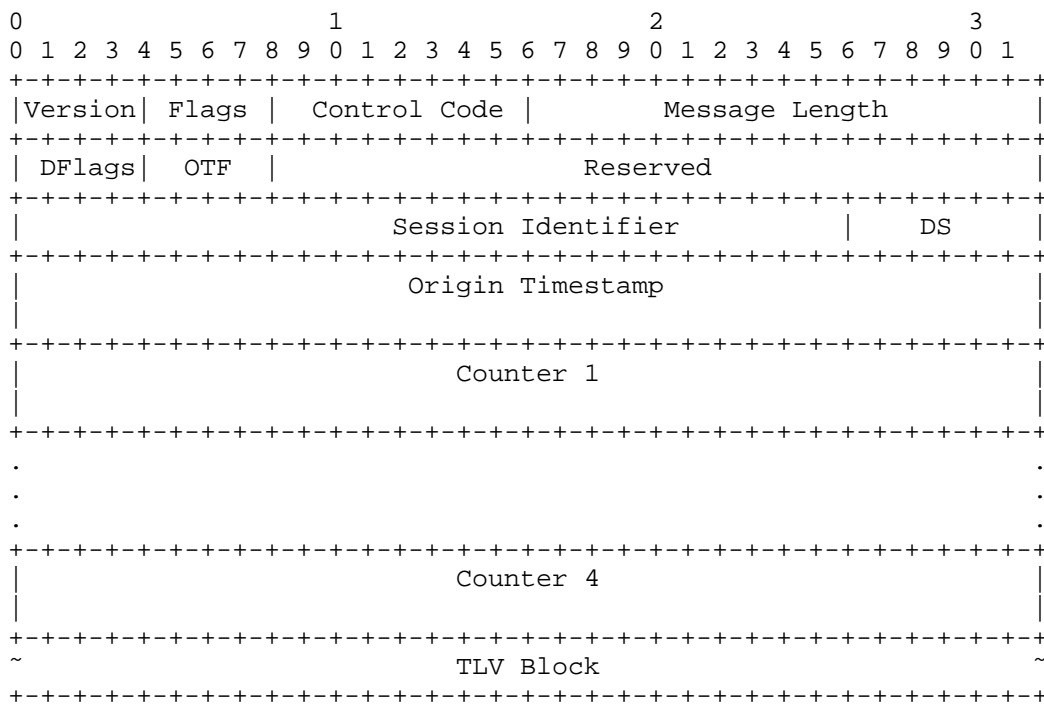 0                   1                   2                   3
0 1 2 3 4 5 6 7 8 9 0 1 2 3 4 5 6 7 8 9 0 1 2 3 4 5 6 7 8 9 0 1
+-+-+-+-+-+-+-+-+-+-+-+-+-+-+-+-+-+-+-+-+-+-+-+-+-+-+-+-+-+-+-+-+
|Version| Flags |  Control Code |        Message Length         |
+-+-+-+-+-+-+-+-+-+-+-+-+-+-+-+-+-+-+-+-+-+-+-+-+-+-+-+-+-+-+-+-+
| DFlags|  OTF  |                   Reserved                    |
+-+-+-+-+-+-+-+-+-+-+-+-+-+-+-+-+-+-+-+-+-+-+-+-+-+-+-+-+-+-+-+-+
|                       Session Identifier          |    DS     |
+-+-+-+-+-+-+-+-+-+-+-+-+-+-+-+-+-+-+-+-+-+-+-+-+-+-+-+-+-+-+-+-+
|                        Origin Timestamp                       |
|                                                               |
+-+-+-+-+-+-+-+-+-+-+-+-+-+-+-+-+-+-+-+-+-+-+-+-+-+-+-+-+-+-+-+-+
|                           Counter 1                           |
|                                                               |
+-+-+-+-+-+-+-+-+-+-+-+-+-+-+-+-+-+-+-+-+-+-+-+-+-+-+-+-+-+-+-+-+
.                                                               .
.                                                               .
.                                                               .
+-+-+-+-+-+-+-+-+-+-+-+-+-+-+-+-+-+-+-+-+-+-+-+-+-+-+-+-+-+-+-+-+
|                           Counter 4                           |
|                                                               |
+-+-+-+-+-+-+-+-+-+-+-+-+-+-+-+-+-+-+-+-+-+-+-+-+-+-+-+-+-+-+-+-+
~                           TLV Block                           ~
+-+-+-+-+-+-+-+-+-+-+-+-+-+-+-+-+-+-+-+-+-+-+-+-+-+-+-+-+-+-+-+-+